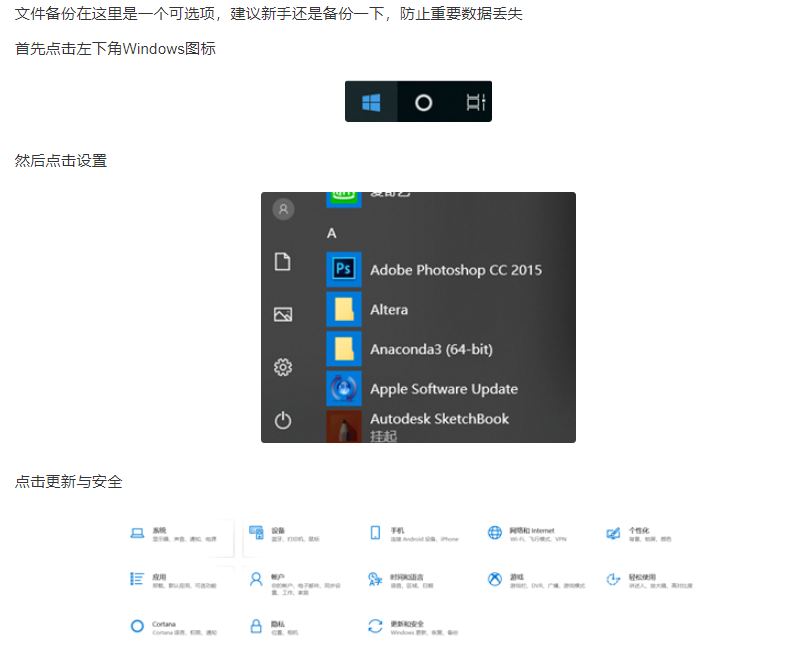 文件备份在这里是一个可选项，建议新手还是备份一下，防止重要数据丢失
首先点击左下角Windows图标
然后点击设置
爱奇艺
A
Ps
Adobe Photoshop CC 2015
Altera
Anaconda3 (64-bit)
Apple Software Update
Autodesk SketchBook
挂起
点击更新与安全
系统 设备 手机 网络和 Internet 个性化
显示器、声音、通知、电源 蓝牙、打印机、鼠标 连接 Android 设备、iPhone Wi-Fi、飞行模式、VPN 背景、锁屏、颜色
应用 帐户 时间和语言 游戏 轻松使用
卸载、默认应用、可选功能 你的帐户、电子邮件、同步设 语音、区域、日期 游戏栏、DVR、广播、游戏模式 讲述人、放大镜、高对比度
置、工作、家庭
Cortana 隐私 更新和安全
Cortana 语言、权限、通知 位置、相机 Windows 更新、恢复、备份